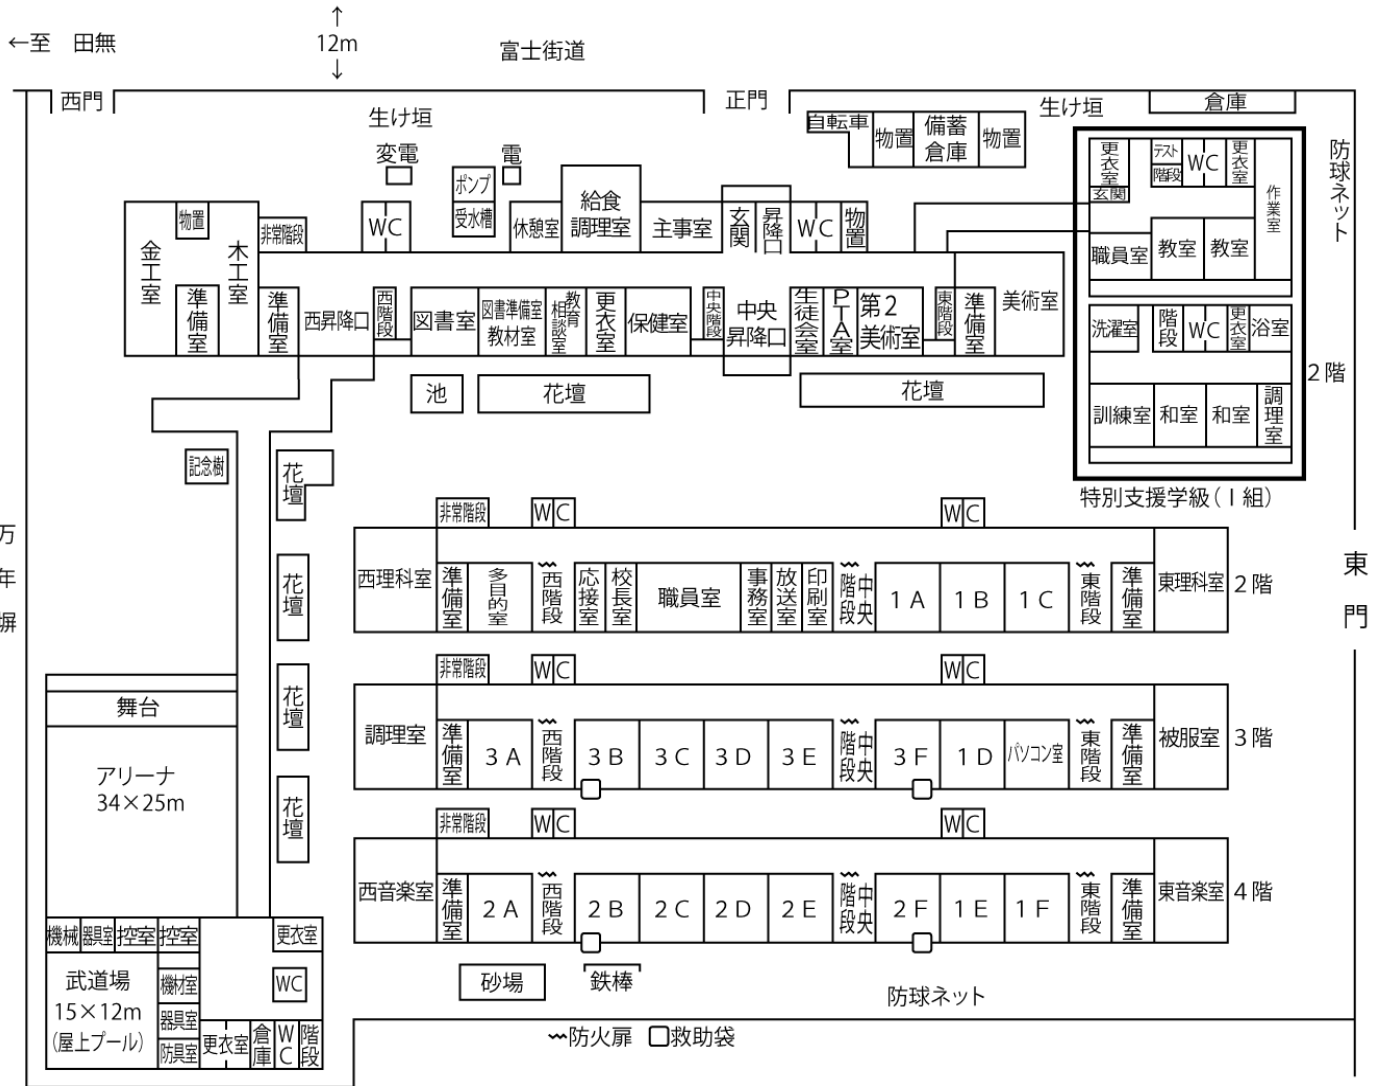 ←至　田無
12m
富士街道
西門
正門
生け垣
生け垣
倉庫
自転車
物置
備蓄
倉庫
物置
防球ネット
変電
電
ポンプ
受水槽
給食
調理室
休憩室
主事室
玄関
昇降口
WC
物置
金工室
物置
木工室
非常階段
WC
準備室
準備室
西昇降口
西階段
図書室
図書準備室
教材室
教育
相談室
更衣室
保健室
中央階段
中央
昇降口
生徒会室
PTA室
第2
美術室
東階段
準備室
美術室
池
花壇
花壇
更衣室
玄関
テスト
階段
WC
更衣室
作業室
職員室
教室
教室
洗濯室
階段
WC
更衣室
浴室
2階
訓練室
和室
和室
調理室
特別支援学級(I組)
記念樹
花壇
花壇
花壇
花壇
万年塀
東門
非常階段
WC
WC
西理科室
準備室
多目的室
西階段
応接室
校長室
職員室
事務室
放送室
印刷室
中央階段
1A
1B
1C
東階段
準備室
東理科室
2階
非常階段
WC
WC
調理室
準備室
3A
西階段
3B
3C
3D
3E
中央階段
3F
1D
パソコン室
東階段
準備室
被服室
3階
非常階段
WC
WC
西音楽室
準備室
2A
西階段
2B
2C
2D
2E
中央階段
2F
1E
1F
東階段
準備室
東音楽室
4階
舞台
アリーナ
34×25m
機械
器具室
控室
控室
更衣室
武道場
15×12m
(屋上プール)
機材室
器具室
防具室
WC
更衣室
倉庫
WC
階段
砂場
鉄棒
防球ネット
防火扉
救助袋